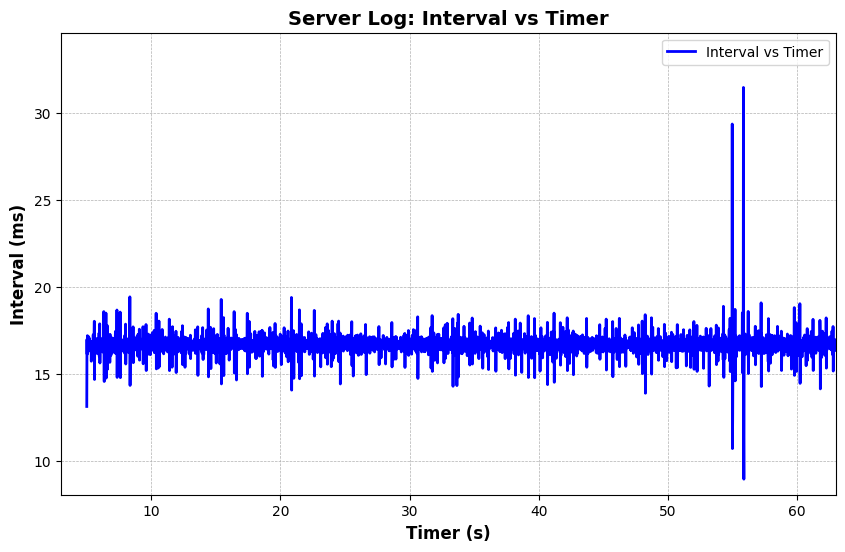 Server Log: Interval vs Timer
Interval vs Timer
30
25
20
15
10
Interval (ms)
10 20 30 40 50 60
Timer (s)